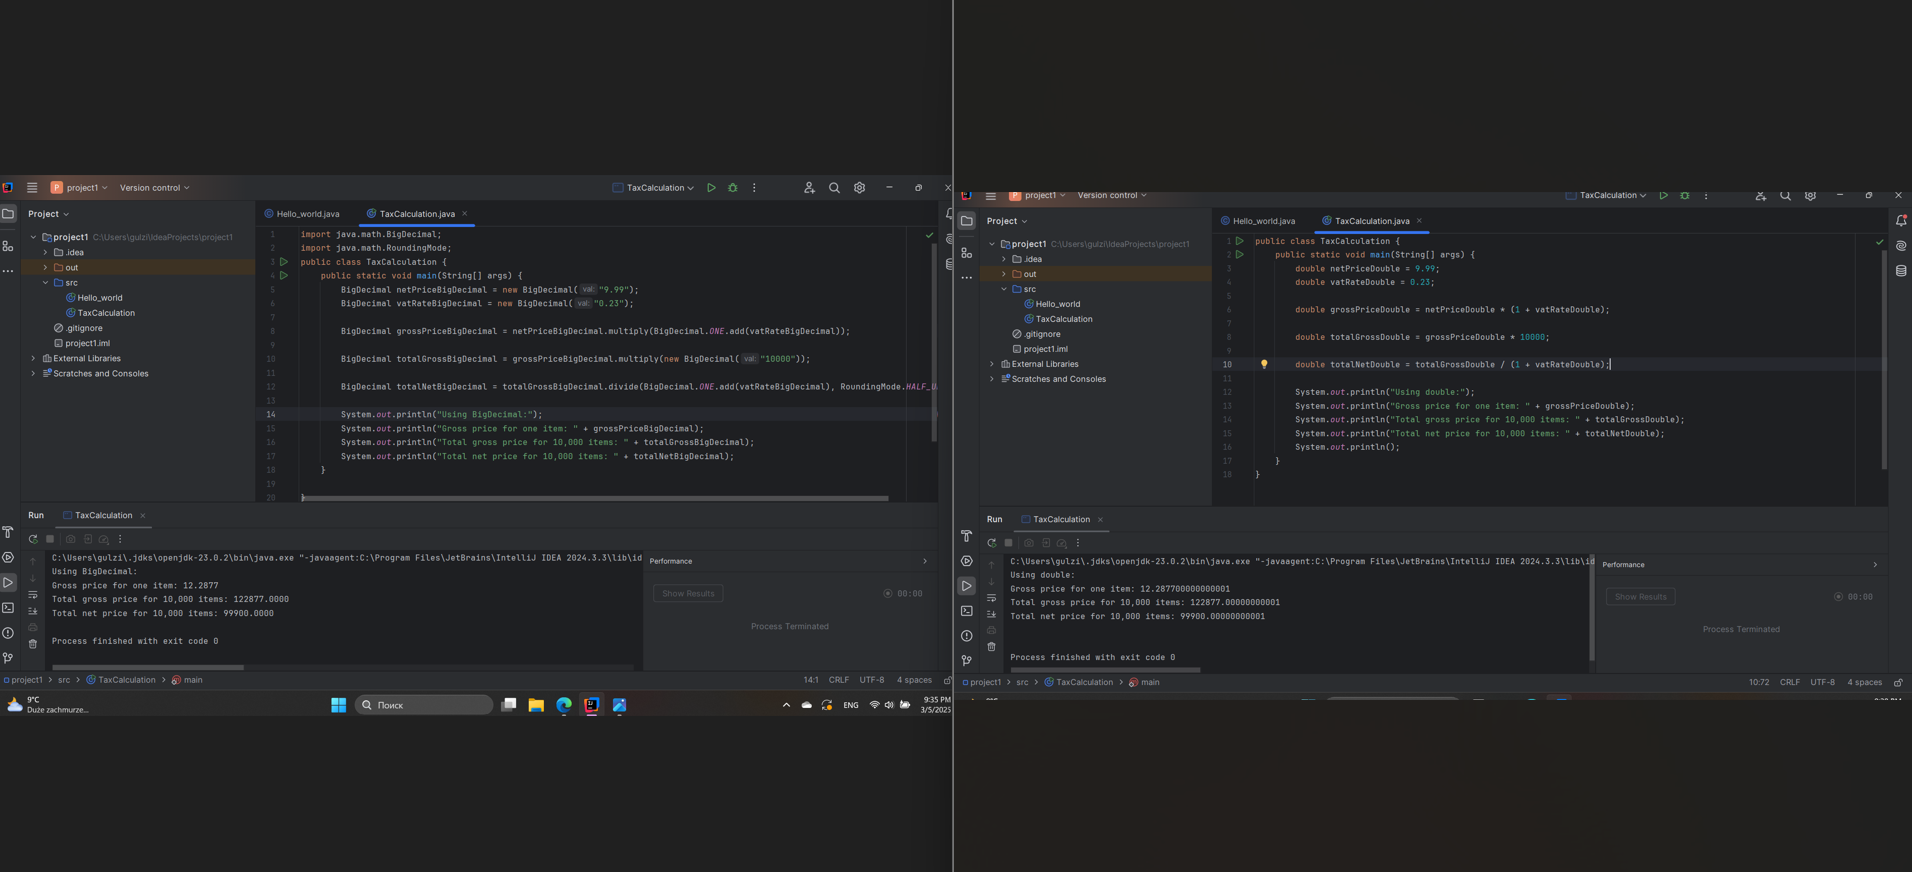 project1
Version control
TaxCalculation
Project
Hello_world.java
TaxCalculation.java
project1 C:\Users\gulzi\IdeaProjects\project1
.idea
out
src
Hello_world
TaxCalculation
.gitignore
project1.iml
External Libraries
Scratches and Consoles
1 import java.math.BigDecimal;
2 import java.math.RoundingMode;
3 public class TaxCalculation {
4 public static void main(String[] args) {
5 BigDecimal netPriceBigDecimal = new BigDecimal( val: "9.99");
6 BigDecimal vatRateBigDecimal = new BigDecimal( val: "0.23");
7
8 BigDecimal grossPriceBigDecimal = netPriceBigDecimal.multiply(BigDecimal.ONE.add(vatRateBigDecimal));
9
10 BigDecimal totalGrossBigDecimal = grossPriceBigDecimal.multiply(new BigDecimal( val: "10000"));
11
12 BigDecimal totalNetBigDecimal = totalGrossBigDecimal.divide(BigDecimal.ONE.add(vatRateBigDecimal), RoundingMode.HALF_U
13
14 System.out.println("Using BigDecimal:");
15 System.out.println("Gross price for one item: " + grossPriceBigDecimal);
16 System.out.println("Total gross price for 10,000 items: " + totalGrossBigDecimal);
17 System.out.println("Total net price for 10,000 items: " + totalNetBigDecimal);
18 }
19
20 }
Run TaxCalculation
C:\Users\gulzi\.jdks\openjdk-23.0.2\bin\java.exe "-javaagent:C:\Program Files\JetBrains\IntelliJ IDEA 2024.3.3\lib\id
Using BigDecimal:
Gross price for one item: 12.2877
Total gross price for 10,000 items: 122877.0000
Total net price for 10,000 items: 99900.0000
Process finished with exit code 0
Performance
Show Results
00:00
Process Terminated
project1 > src > TaxCalculation > main
14:1 CRLF UTF-8 4 spaces
9°C
Duże zachmurze...
Поиск
ENG
9:35 PM
3/5/2025
project1
Version control
TaxCalculation
Project
Hello_world.java
TaxCalculation.java
project1 C:\Users\gulzi\IdeaProjects\project1
.idea
out
src
Hello_world
TaxCalculation
.gitignore
project1.iml
External Libraries
Scratches and Consoles
1 public class TaxCalculation {
2 public static void main(String[] args) {
3 double netPriceDouble = 9.99;
4 double vatRateDouble = 0.23;
5
6 double grossPriceDouble = netPriceDouble * (1 + vatRateDouble);
7
8 double totalGrossDouble = grossPriceDouble * 10000;
9
10 double totalNetDouble = totalGrossDouble / (1 + vatRateDouble);
11
12 System.out.println("Using double:");
13 System.out.println("Gross price for one item: " + grossPriceDouble);
14 System.out.println("Total gross price for 10,000 items: " + totalGrossDouble);
15 System.out.println("Total net price for 10,000 items: " + totalNetDouble);
16 System.out.println();
17 }
18 }
Run TaxCalculation
C:\Users\gulzi\.jdks\openjdk-23.0.2\bin\java.exe "-javaagent:C:\Program Files\JetBrains\IntelliJ IDEA 2024.3.3\lib\id
Using double:
Gross price for one item: 12.287700000000001
Total gross price for 10,000 items: 122877.00000000001
Total net price for 10,000 items: 99900.00000000001
Process finished with exit code 0
Performance
Show Results
00:00
Process Terminated
project1 > src > TaxCalculation > main
10:72 CRLF UTF-8 4 spaces